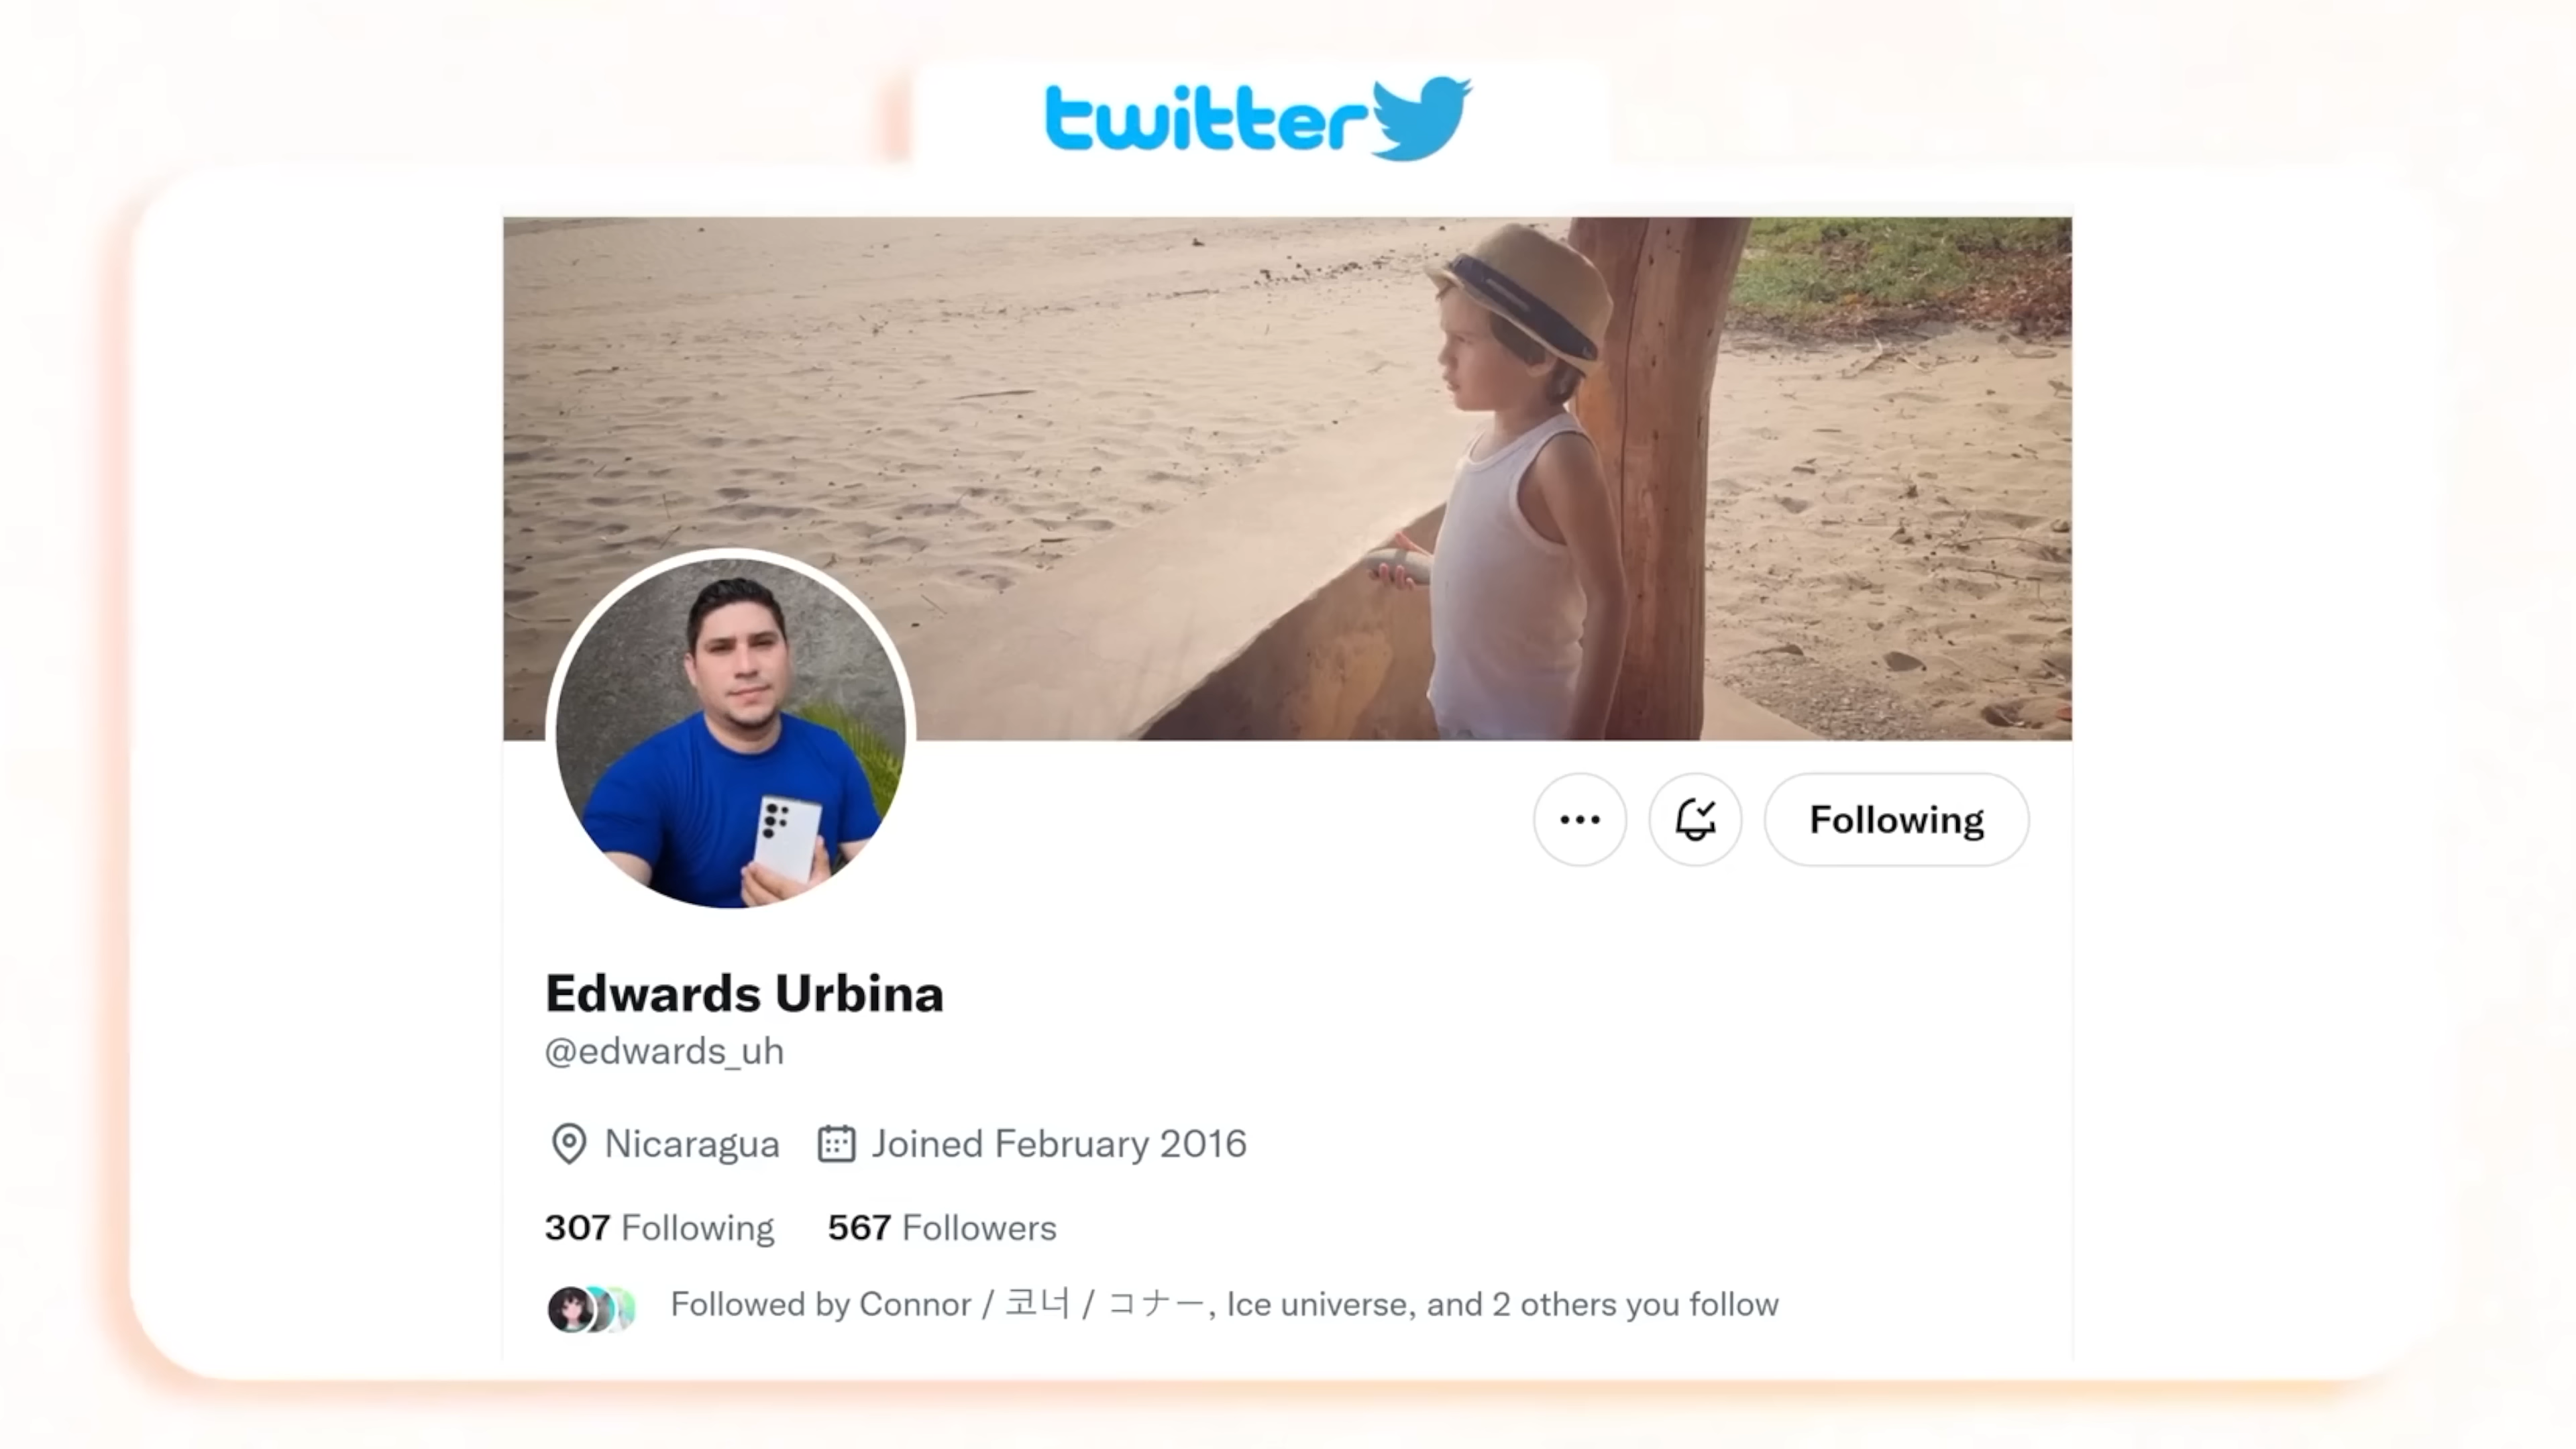 twitter
Following
Edwards Urbina
@edwards_uh
Nicaragua Joined February 2016
307 Following 567 Followers
Followed by Connor / 코너 / コナー, Ice universe, and 2 others you follow